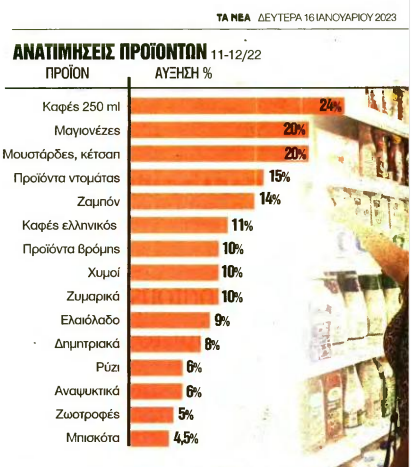 ΤΑ ΝΕΑ ΔΕΥΤΕΡΑ 16 ΙΑΝΟΥΑΡΙΟΥ 2023
ΑΝΑΤΙΜΗΣΕΙΣ ΠΡΟΪΟΝΤΩΝ 11-12/22
ΠΡΟΪΟΝ ΑΥΞΗΣΗ %
Καφές 250 ml 24%
Μαγιονέζες 20%
Μουστάρδες, κέτσαπ 20%
Προϊόντα ντομάτας 15%
Ζαμπόν 14%
Καφές ελληνικός 11%
Προϊόντα βρόμης 10%
Χυμοί 10%
Ζυμαρικά 10%
Ελαιόλαδο 9%
Δημητριακά 8%
Ρύζι 6%
Αναψυκτικά 6%
Ζωοτροφές 5%
Μπισκότα 4,5%